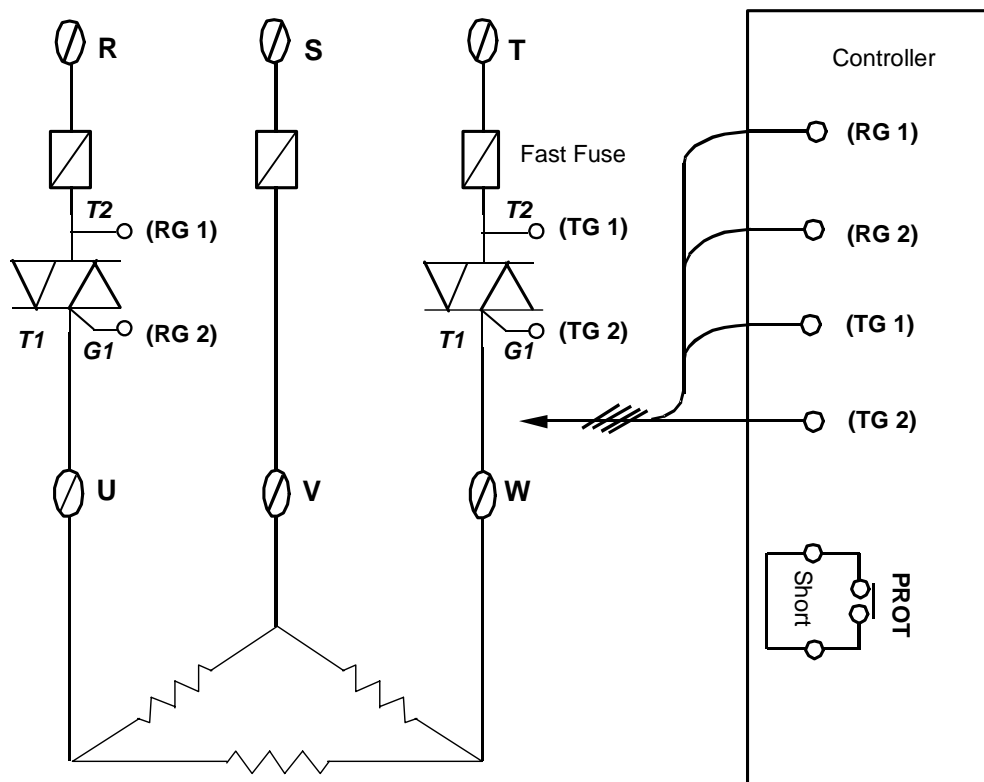 R
S
T
Controller
Fast Fuse
(RG 1)
T2
(RG 1)
T2
(TG 1)
(RG 2)
T1
G1
(RG 2)
T1
G1
(TG 2)
(TG 1)
(TG 2)
U
V
W
Short
PROT